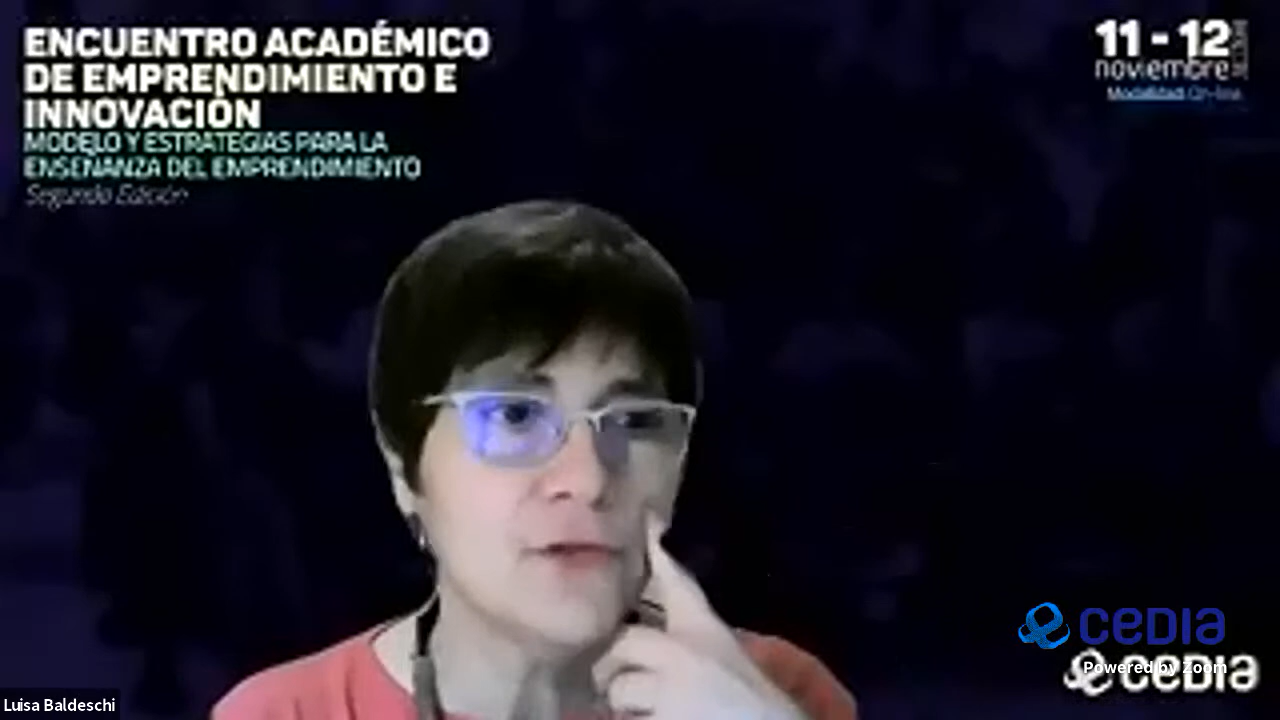 ENCUENTRO ACADÉMICO
DE EMPRENDIMIENTO E
INNOVACIÓN
MODELO Y ESTRATEGIAS PARA LA
ENSEÑANZA DEL EMPRENDIMIENTO
Segunda Edición
11 - 12
noviembre
Modalidad On-line
CEDIA
Powered by Zoom
CEDIA
Luisa Baldeschi